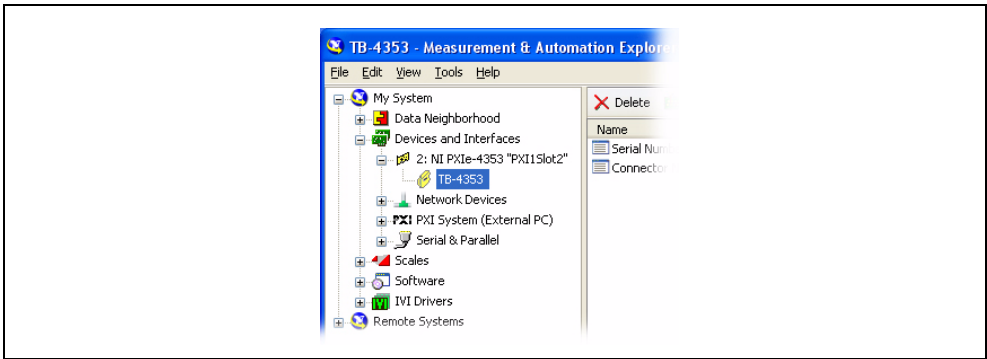 TB-4353 - Measurement & Automation Explore
File Edit View Tools Help
My System
Data Neighborhood
Devices and Interfaces
2: NI PXIe-4353 "PXI1Slot2"
TB-4353
Network Devices
PXI PXI System (External PC)
Serial & Parallel
Scales
Software
IVI Drivers
Remote Systems
Delete
Name
Serial Num
Connector